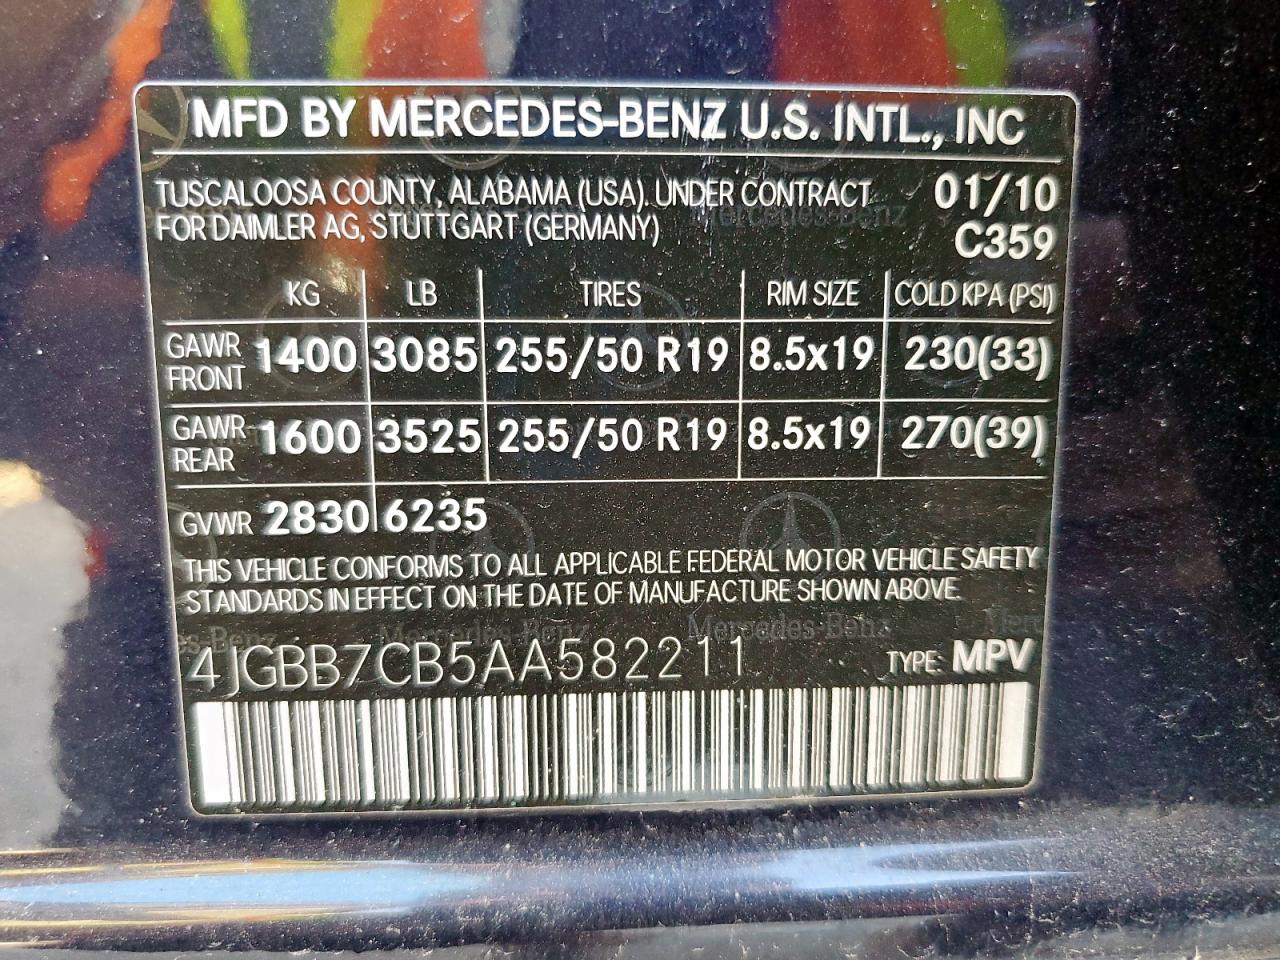 MFD BY MERCEDES-BENZ U.S. INTL., INC
TUSCALOOSA COUNTY, ALABAMA (USA). UNDER CONTRACT 01/10
FOR DAIMLER AG, STUTTGART (GERMANY) C359
KG LB TIRES RIM SIZE COLD KPA (PSI)
GAWR FRONT 1400 3085 255/50 R19 8.5x19 230(33)
GAWR REAR 1600 3525 255/50 R19 8.5x19 270(39)
GVWR 2830 6235
THIS VEHICLE CONFORMS TO ALL APPLICABLE FEDERAL MOTOR VEHICLE SAFETY
STANDARDS IN EFFECT ON THE DATE OF MANUFACTURE SHOWN ABOVE.
4JGBB7CB5AA582211 TYPE: MPV